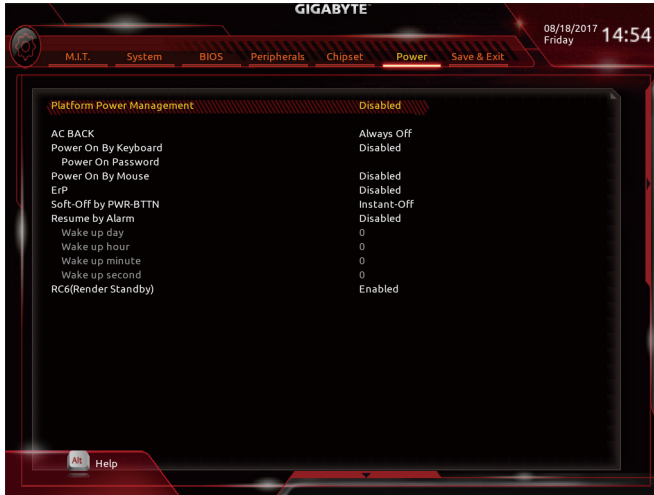 GIGABYTE
08/18/2017
Friday
14:54
M.I.T. System BIOS Peripherals Chipset Power Save & Exit
Platform Power Management Disabled
AC BACK Always Off
Power On By Keyboard Disabled
Power On Password
Power On By Mouse Disabled
ErP Disabled
Soft-Off by PWR-BTTN Instant-Off
Resume by Alarm Disabled
Wake up day 0
Wake up hour 0
Wake up minute 0
Wake up second 0
RC6(Render Standby) Enabled
Alt Help